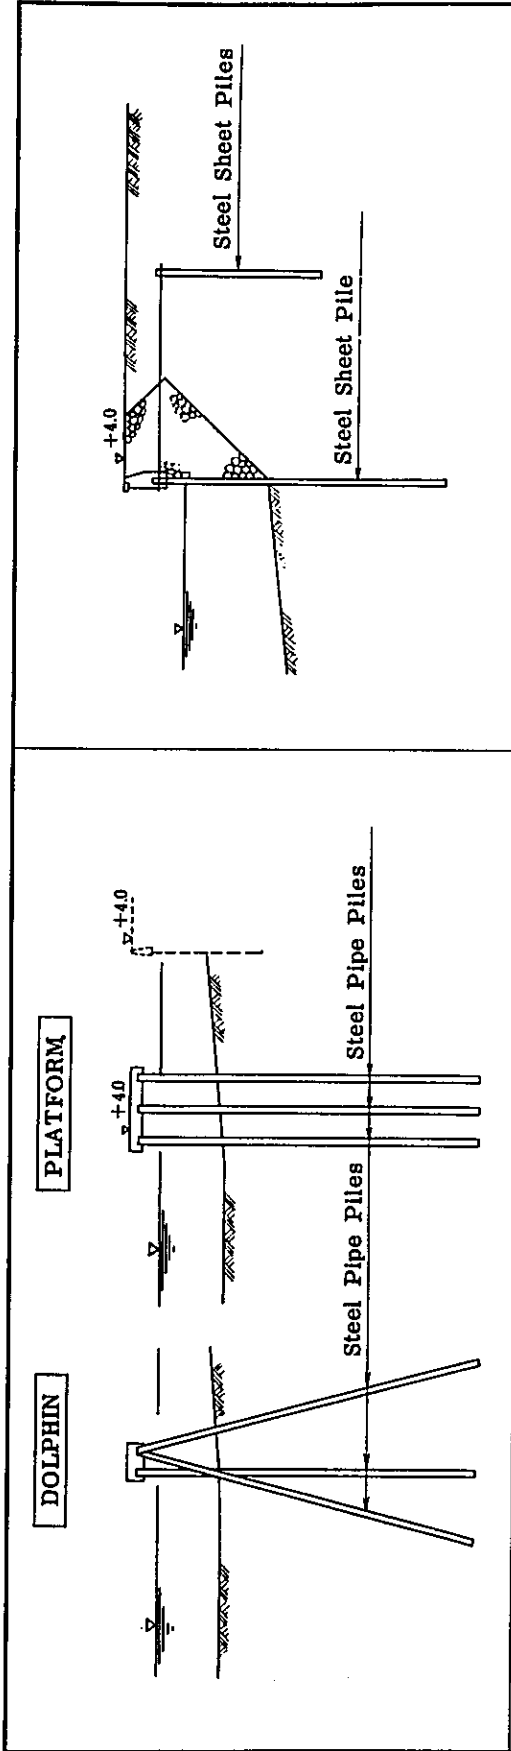 DOLPHIN
PLATFORM
+4.0
+4.0
Steel Pipe Piles
Steel Pipe Piles
+4.0
Steel Sheet Pile
Steel Sheet Piles